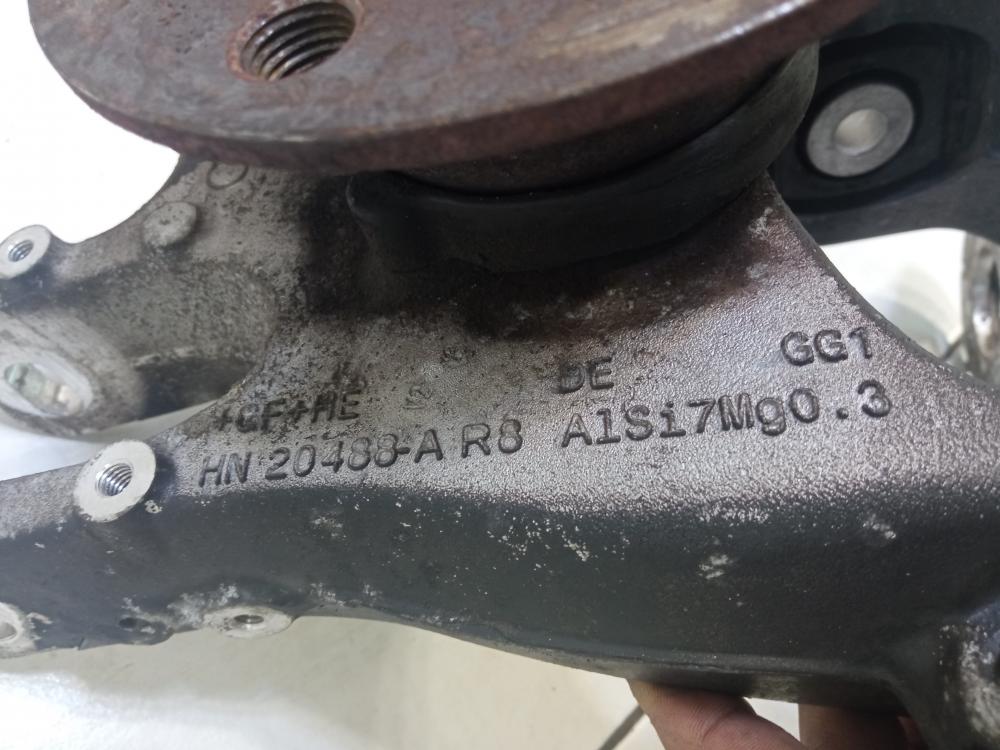 +GF+HE DE GG1
HN 20488-A R8 AlSi7Mg0.3